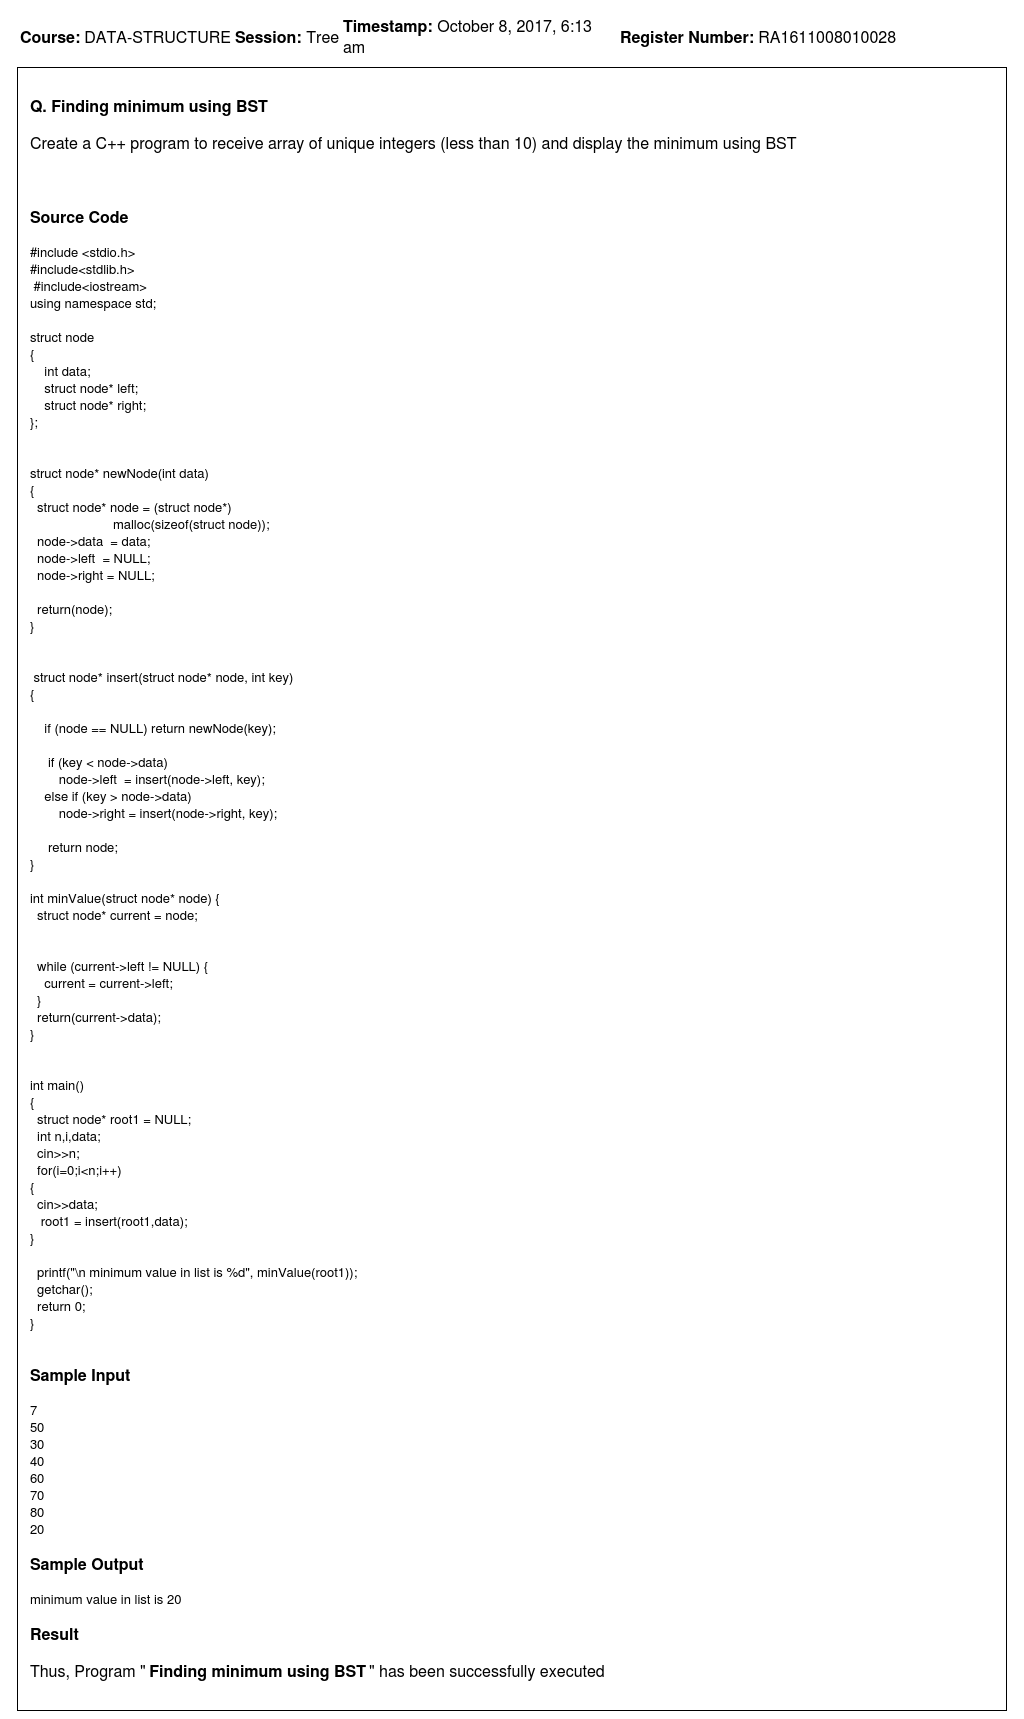 Course: DATA-STRUCTURE Session: Tree Timestamp: October 8, 2017, 6:13 am Register Number: RA1611008010028
Q. Finding minimum using BST
Create a C++ program to receive array of unique integers (less than 10) and display the minimum using BST
Source Code
#include <stdio.h>
#include<stdlib.h>
 #include<iostream>
using namespace std;
struct node
{
    int data;
    struct node* left;
    struct node* right;
};
struct node* newNode(int data)
{
  struct node* node = (struct node*)
                       malloc(sizeof(struct node));
  node->data  = data;
  node->left  = NULL;
  node->right = NULL;
  return(node);
}
 struct node* insert(struct node* node, int key)
{
    if (node == NULL) return newNode(key);
     if (key < node->data)
        node->left  = insert(node->left, key);
    else if (key > node->data)
        node->right = insert(node->right, key);
     return node;
}
int minValue(struct node* node) {
  struct node* current = node;
  while (current->left != NULL) {
    current = current->left;
  }
  return(current->data);
}
int main()
{
  struct node* root1 = NULL;
  int n,i,data;
  cin>>n;
  for(i=0;i<n;i++)
{
  cin>>data;
   root1 = insert(root1,data);
}
  printf("\n minimum value in list is %d", minValue(root1));
  getchar();
  return 0;
}
Sample Input
7
50
30
40
60
70
80
20
Sample Output
minimum value in list is 20
Result
Thus, Program " Finding minimum using BST " has been successfully executed